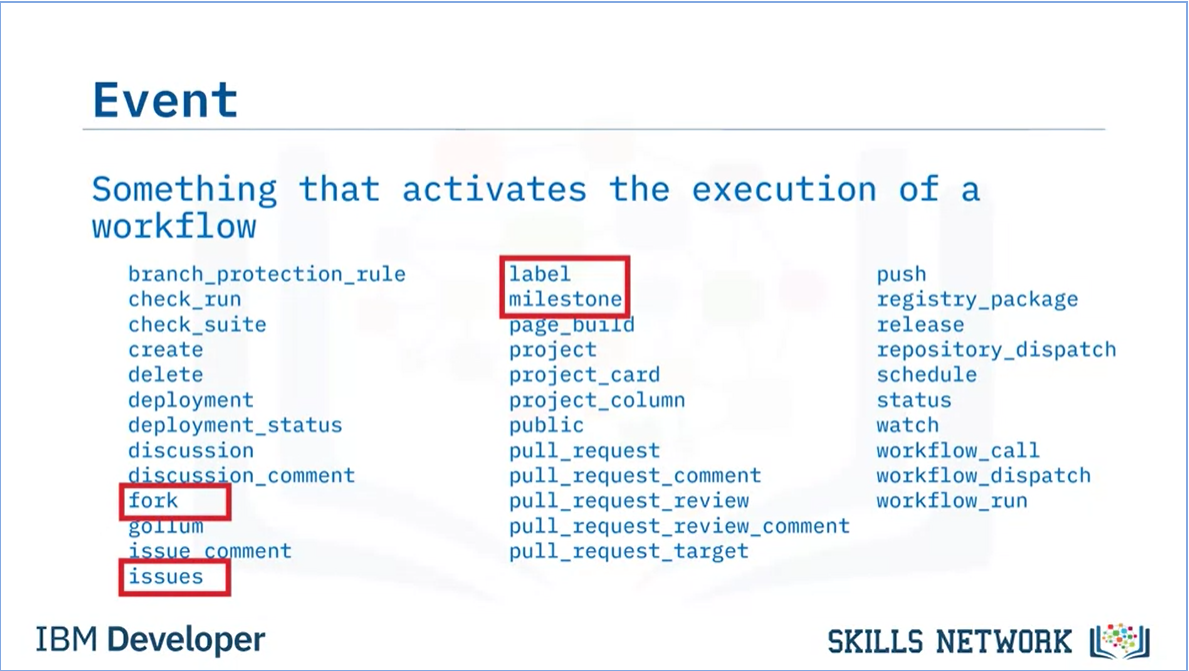 Event
Something that activates the execution of a
workflow
branch_protection_rule
check_run
check_suite
create
delete
deployment
deployment_status
discussion
discussion_comment
fork
gollum
issue_comment
issues
label
milestone
page_build
project
project_card
project_column
public
pull_request
pull_request_comment
pull_request_review
pull_request_review_comment
pull_request_target
push
registry_package
release
repository_dispatch
schedule
status
watch
workflow_call
workflow_dispatch
workflow_run
IBM Developer
SKILLS NETWORK